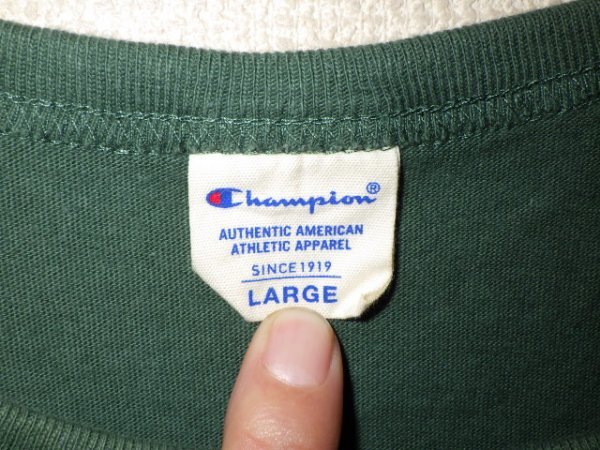 Champion®
AUTHENTIC AMERICAN
ATHLETIC APPAREL
SINCE 1919
LARGE